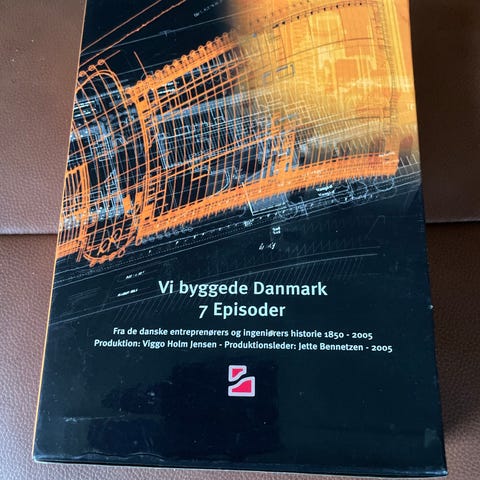 Vi byggede Danmark
7 Episoder
Fra de danske entreprenørers og ingeniørers historie 1850 - 2005
Produktion: Viggo Holm Jensen - Produktionsleder: Jette Bennetzen - 2005